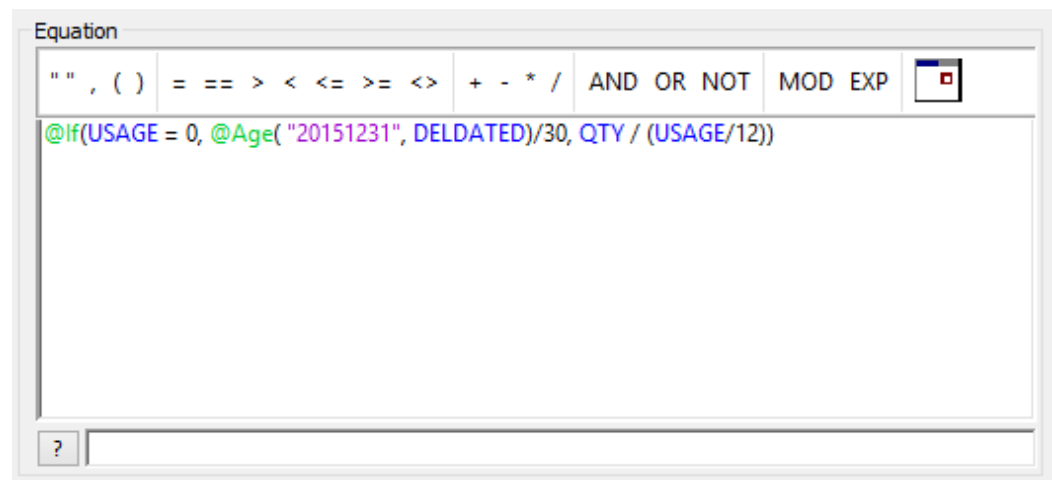 Equation
" " , ( ) = == > < <= >= <> + - * / AND OR NOT MOD EXP
@If(USAGE = 0, @Age( "20151231", DELDATED)/30, QTY / (USAGE/12))
?